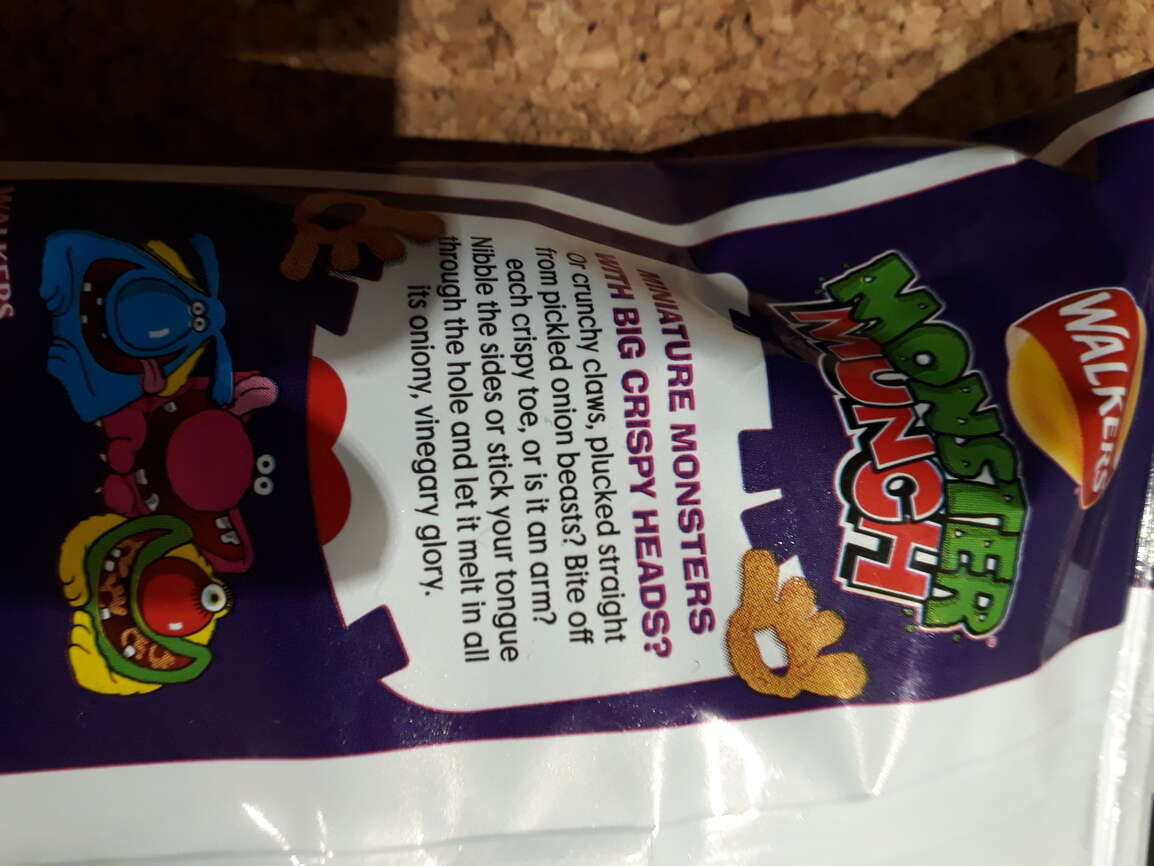 WALKERS
MONSTER
MUNCH
MINIATURE MONSTERS
WITH BIG CRISPY HEADS?
Or crunchy claws, plucked straight
from pickled onion beasts? Bite off
each crispy toe, or is it an arm?
Nibble the sides or stick your tongue
through the hole and let it melt in all
its oniony, vinegary glory.
WALKERS